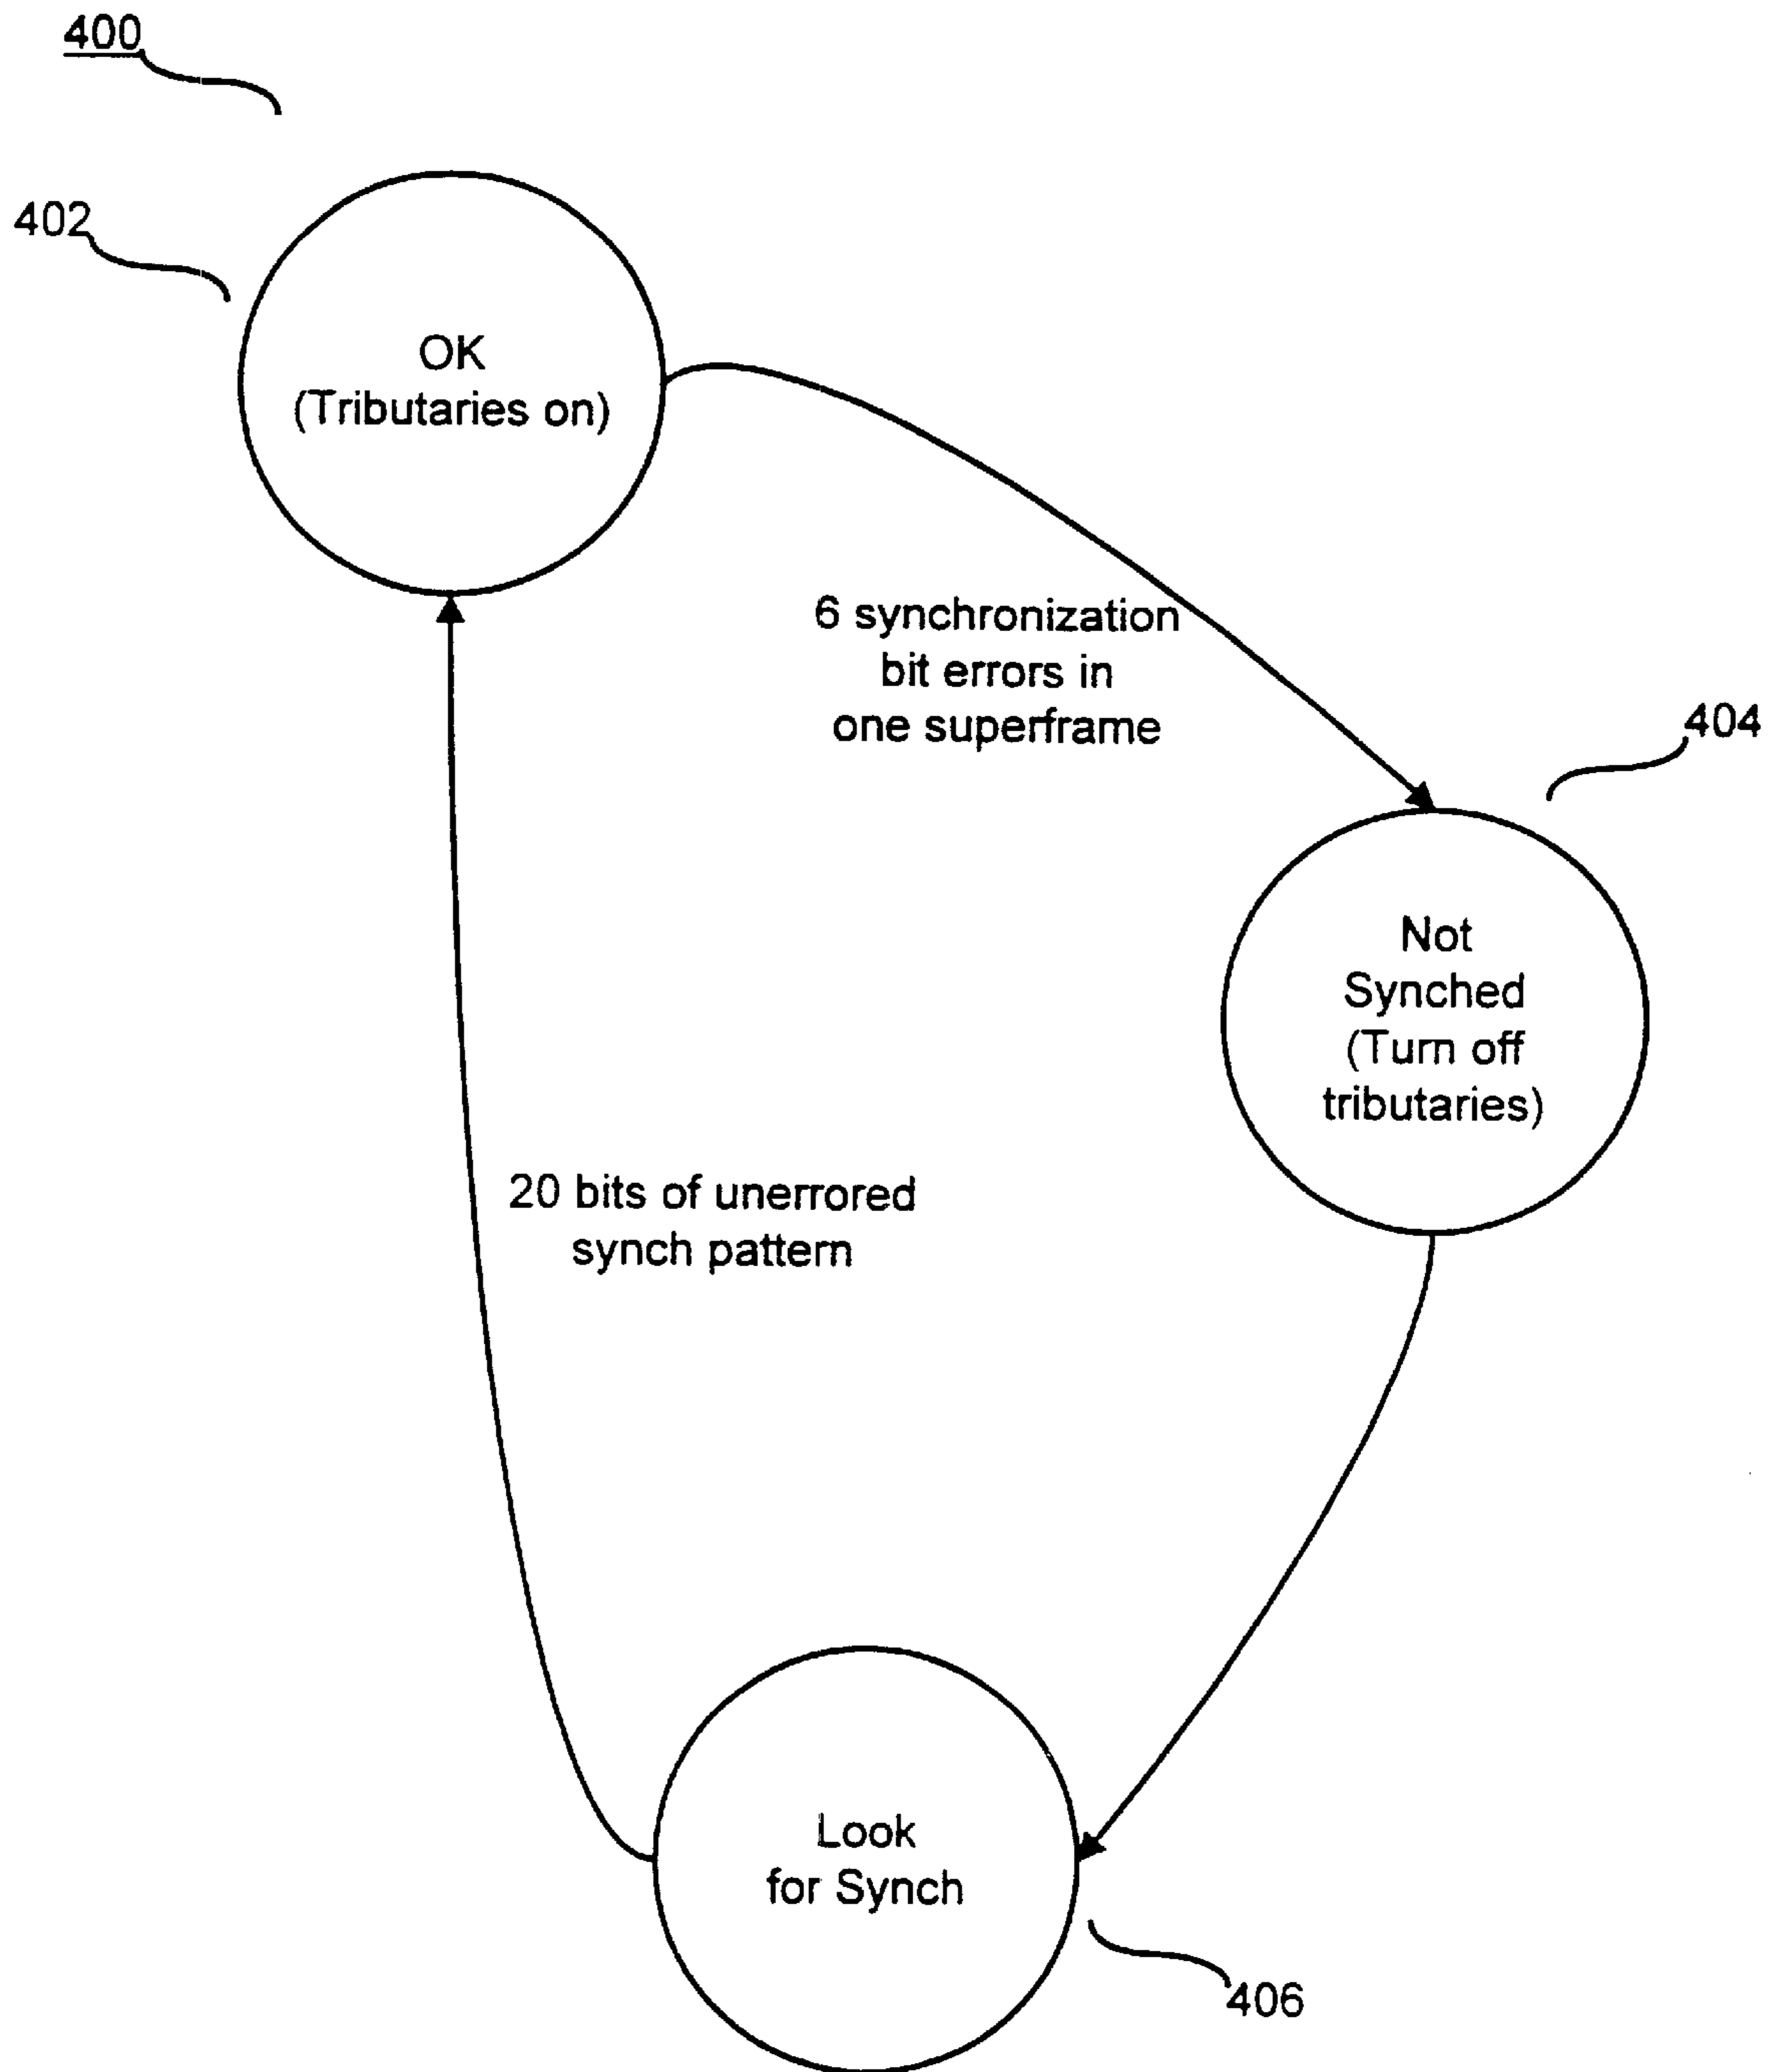 400
402
OK
(Tributaries on)
6 synchronization
bit errors in
one superframe
404
Not
Synched
(Turn off
tributaries)
20 bits of unerrored
synch pattern
Look
for Synch
406